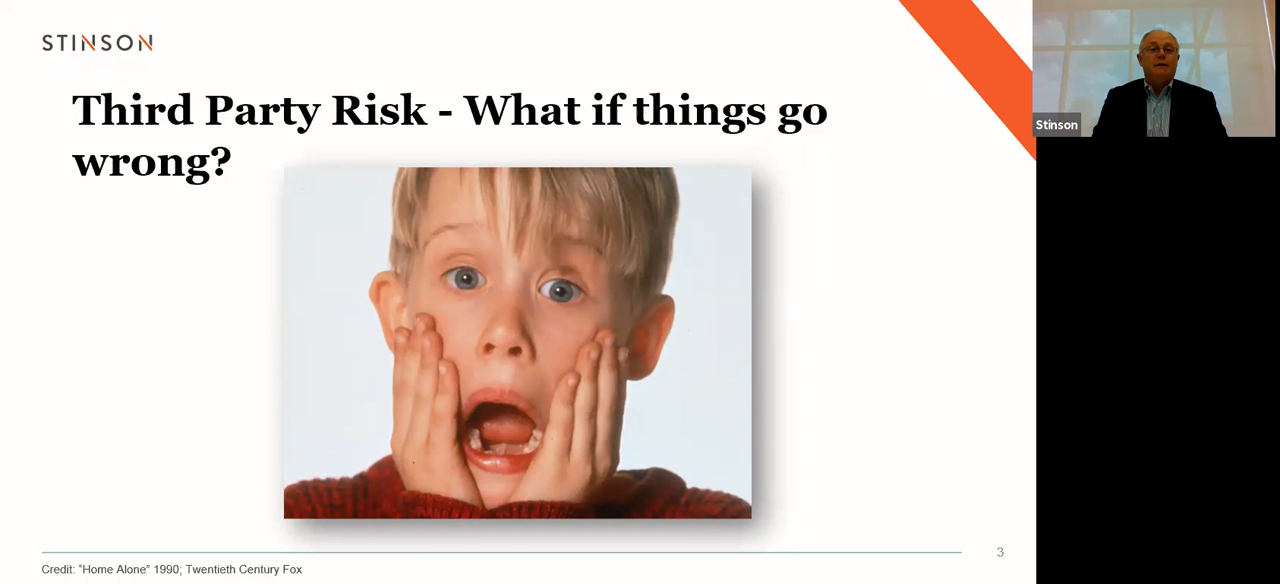 STINSON
Third Party Risk - What if things go
wrong?
Stinson
3
Credit: "Home Alone" 1990; Twentieth Century Fox